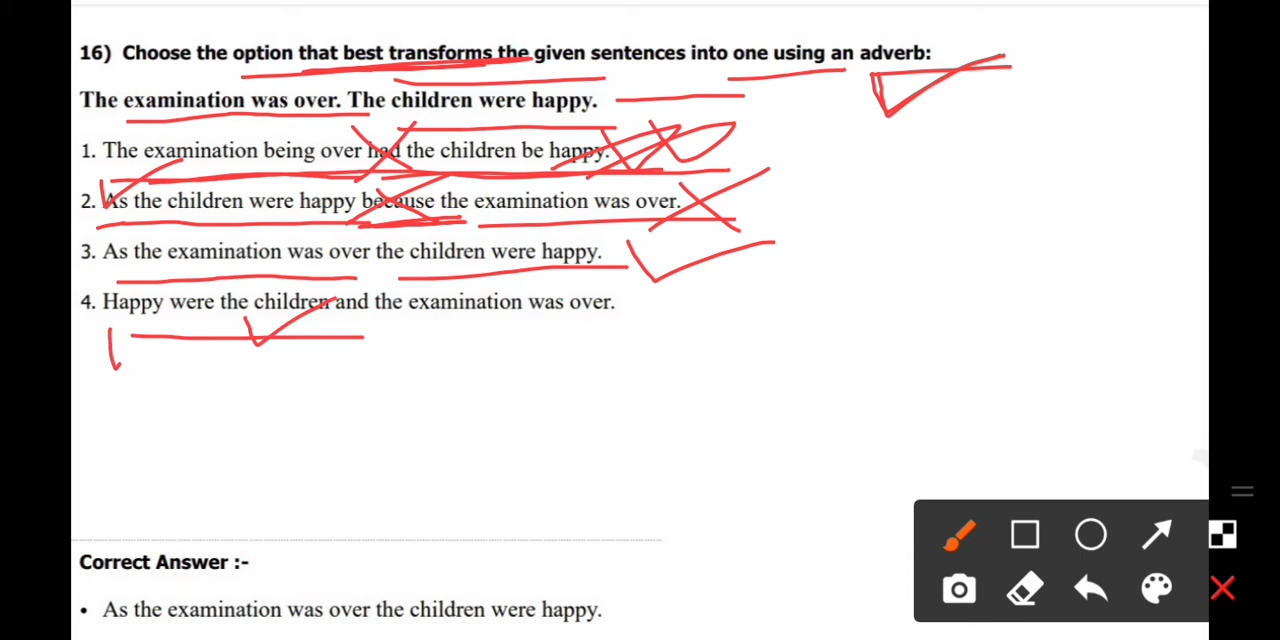 16) Choose the option that best transforms the given sentences into one using an adverb:
The examination was over. The children were happy.
1. The examination being over had the children be happy.
2. As the children were happy because the examination was over.
3. As the examination was over the children were happy.
4. Happy were the children and the examination was over.
Correct Answer :-
• As the examination was over the children were happy.